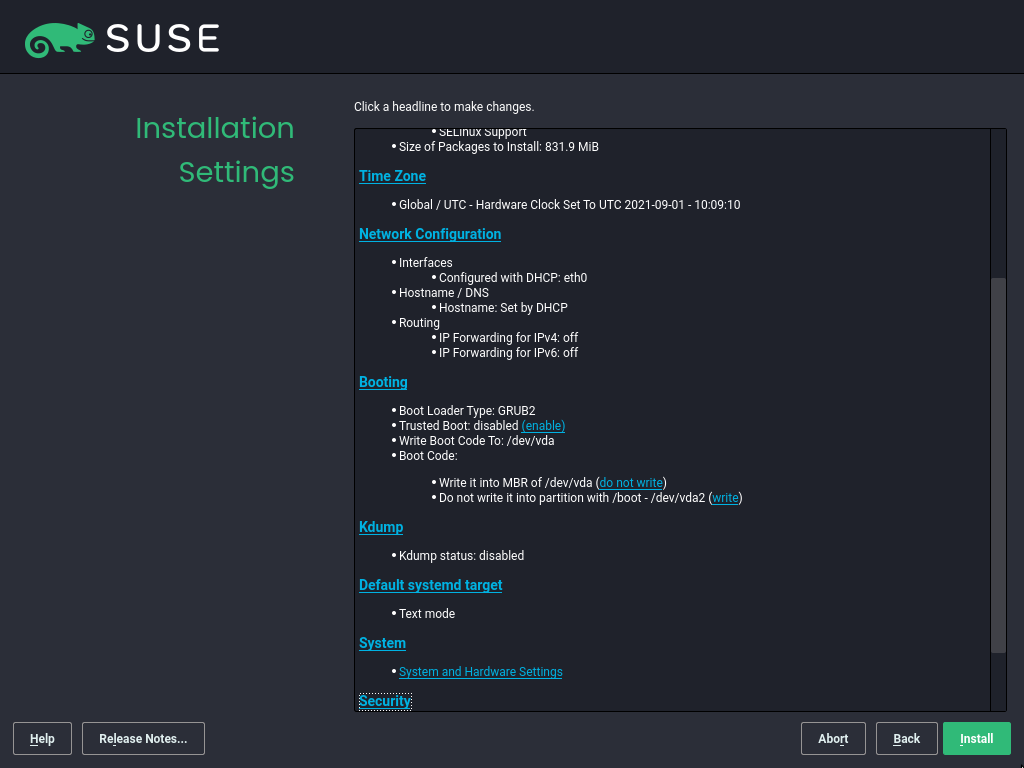 SUSE
Installation
Settings
Click a headline to make changes.
• SELinux Support
• Size of Packages to Install: 831.9 MiB
Time Zone
• Global / UTC - Hardware Clock Set To UTC 2021-09-01 - 10:09:10
Network Configuration
• Interfaces
• Configured with DHCP: eth0
• Hostname / DNS
• Hostname: Set by DHCP
• Routing
• IP Forwarding for IPv4: off
• IP Forwarding for IPv6: off
Booting
• Boot Loader Type: GRUB2
• Trusted Boot: disabled (enable)
• Write Boot Code To: /dev/vda
• Boot Code:
• Write it into MBR of /dev/vda (do not write)
• Do not write it into partition with /boot - /dev/vda2 (write)
Kdump
• Kdump status: disabled
Default systemd target
• Text mode
System
• System and Hardware Settings
Security
Help
Release Notes...
Abort
Back
Install